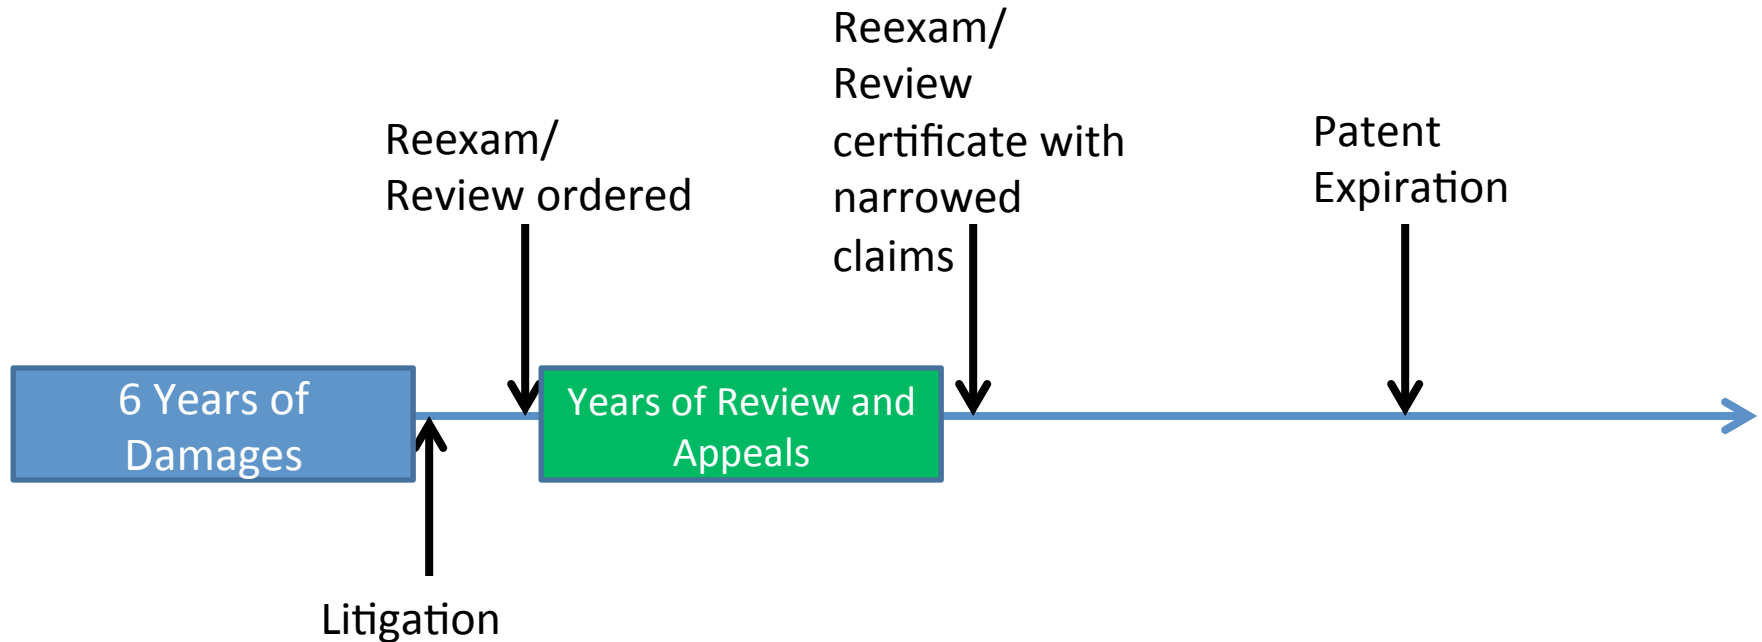 Reexam/
Review ordered
Reexam/
Review
certificate with
narrowed
claims
Patent
Expiration
6 Years of
Damages
Years of Review and
Appeals
Litigation